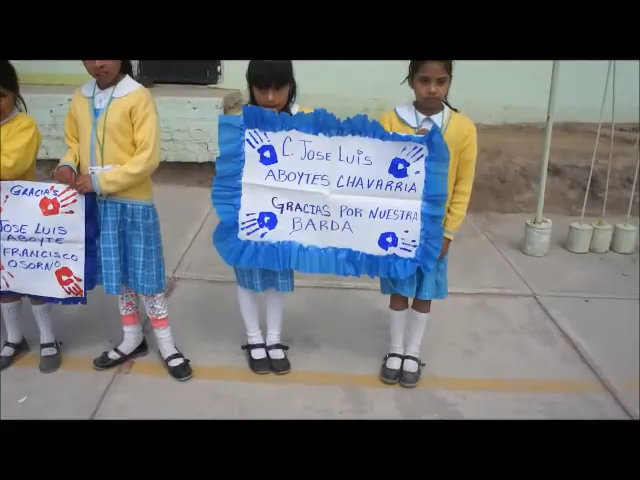 GRACIAS
JOSE LUIS
ABOYTE
FRANCISCO
OSORNO
C. JOSE LUIS
ABOYTES CHAVARRIA
GRACIAS POR NUESTRA
BARDA